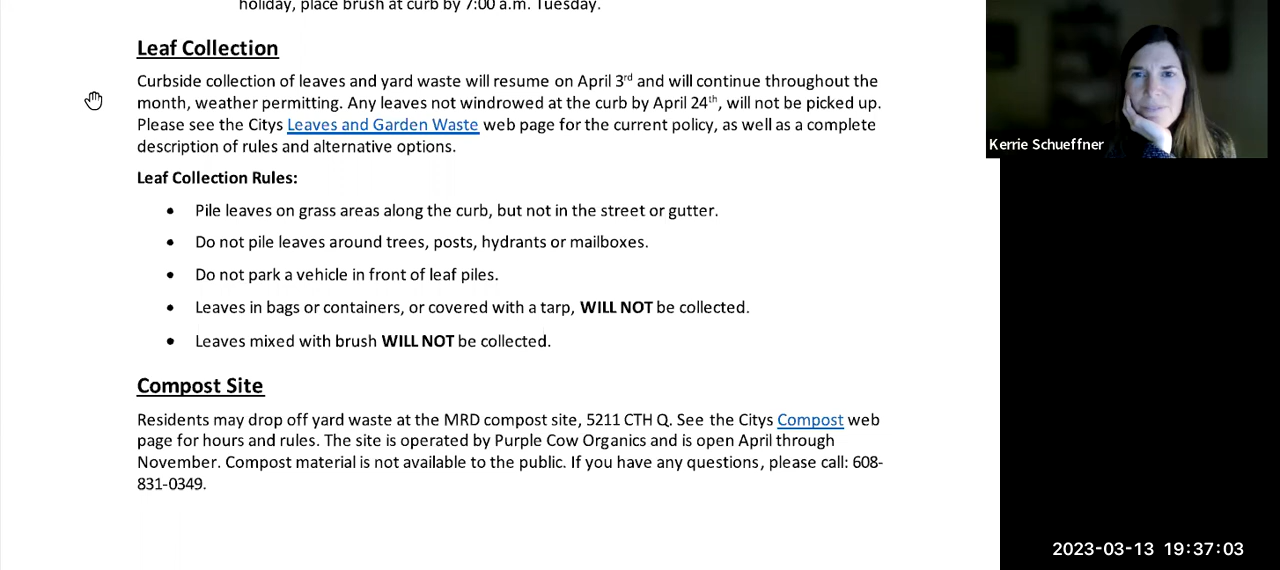 holiday, place brush at curb by 7:00 a.m. Tuesday.
Leaf Collection
Curbside collection of leaves and yard waste will resume on April 3rd and will continue throughout the
month, weather permitting. Any leaves not windrowed at the curb by April 24th, will not be picked up.
Please see the Citys Leaves and Garden Waste web page for the current policy, as well as a complete
description of rules and alternative options.
Leaf Collection Rules:
• Pile leaves on grass areas along the curb, but not in the street or gutter.
• Do not pile leaves around trees, posts, hydrants or mailboxes.
• Do not park a vehicle in front of leaf piles.
• Leaves in bags or containers, or covered with a tarp, WILL NOT be collected.
• Leaves mixed with brush WILL NOT be collected.
Compost Site
Residents may drop off yard waste at the MRD compost site, 5211 CTH Q. See the Citys Compost web
page for hours and rules. The site is operated by Purple Cow Organics and is open April through
November. Compost material is not available to the public. If you have any questions, please call: 608-
831-0349.
Kerrie Schueffner
2023-03-13 19:37:03